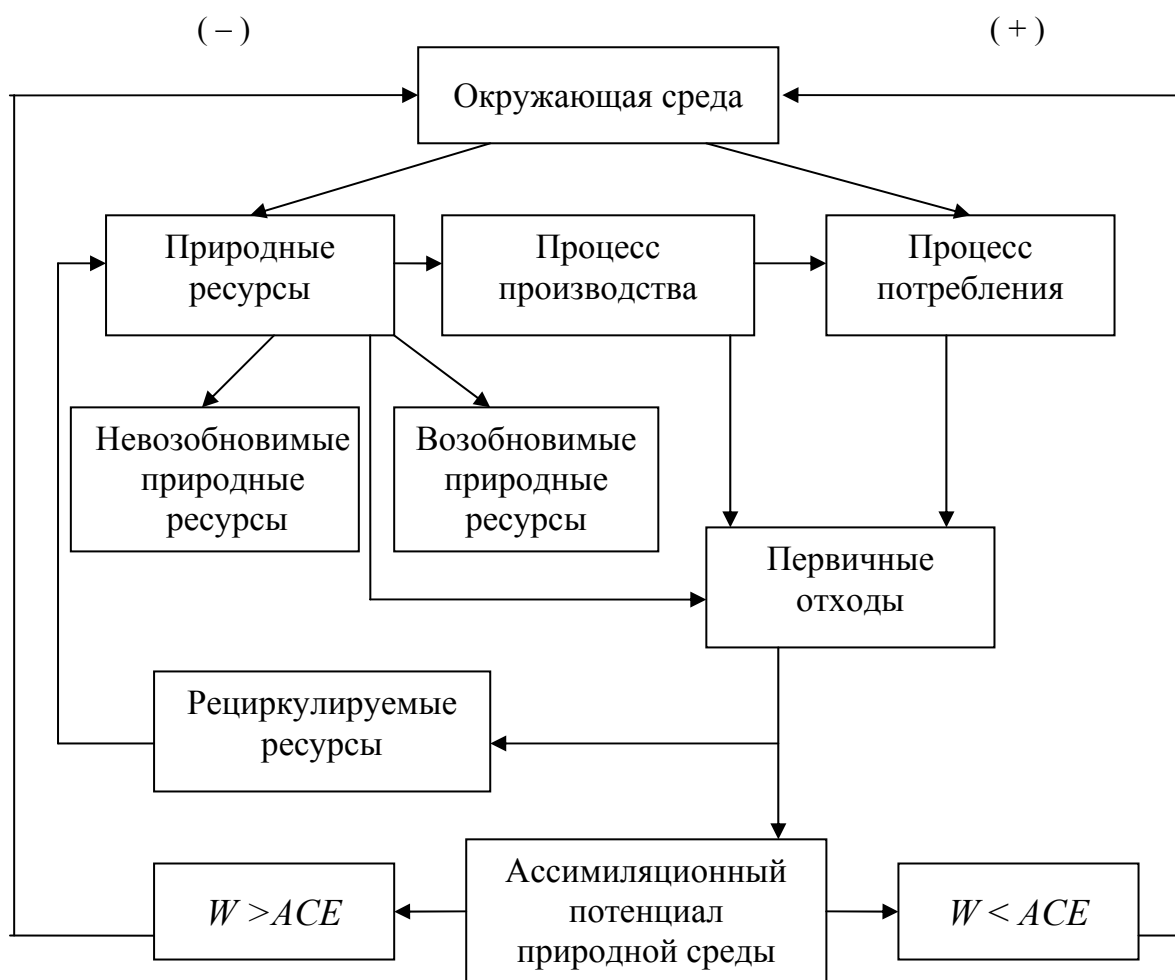 ( – )
( + )
Окружающая среда
Природные
ресурсы
Процесс
производства
Процесс
потребления
Невозобновимые
природные
ресурсы
Возобновимые
природные
ресурсы
Первичные
отходы
Рециркулируемые
ресурсы
Ассимиляционный
потенциал
природной среды
W >ACE
W < ACE